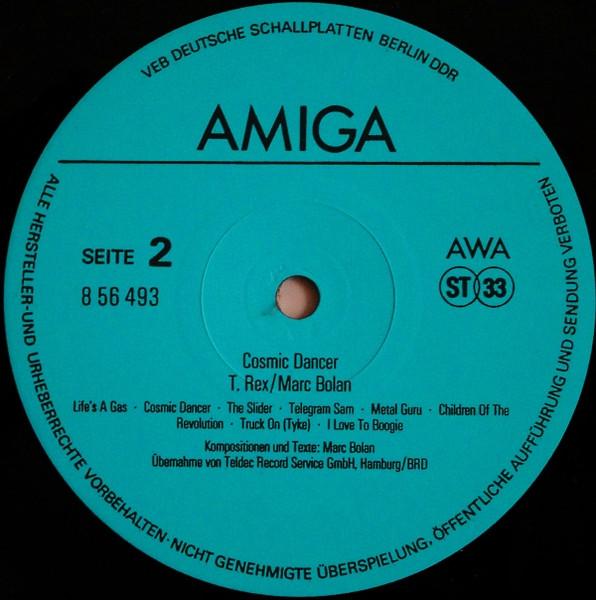 VEB DEUTSCHE SCHALLPLATTEN BERLIN DDR
AMIGA
SEITE 2
AWA
8 56 493
ST 33
Cosmic Dancer
T. Rex/Marc Bolan
Life's A Gas · Cosmic Dancer · The Slider · Telegram Sam · Metal Guru · Children Of The
Revolution · Truck On (Tyke) · I Love To Boogie
Kompositionen und Texte: Marc Bolan
Übernahme von Teldec Record Service GmbH, Hamburg/BRD
ALLE HERSTELLER-UND URHEBERRECHTE VORBEHALTEN·NICHT GENEHMIGTE ÜBERSPIELUNG, ÖFFENTLICHE AUFFÜHRUNG UND SENDUNG VERBOTEN